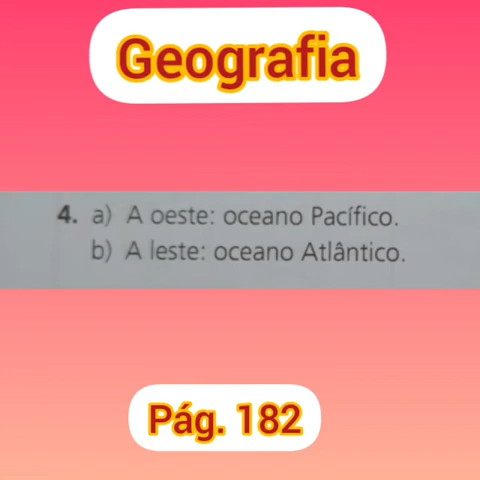 Geografia
4. a) A oeste: oceano Pacífico.
b) A leste: oceano Atlântico.
Pág. 182